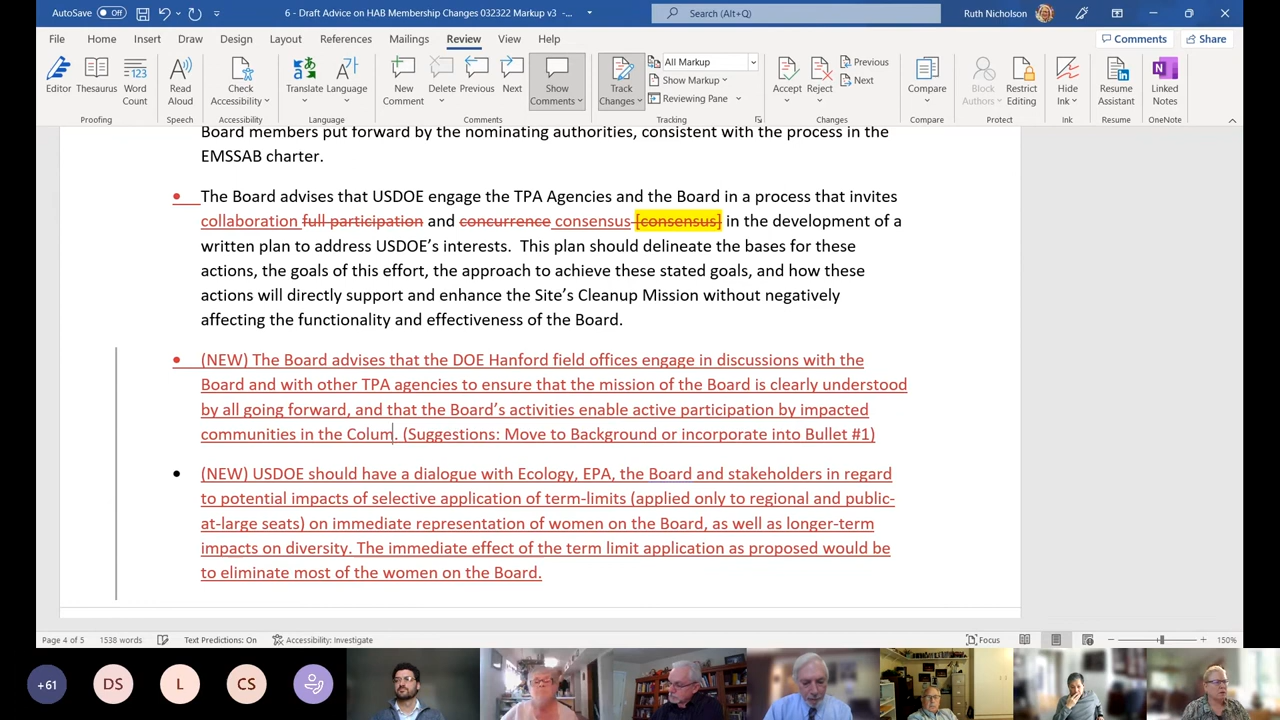 AutoSave Off 6 - Draft Advice on HAB Membership Changes 032322 Markup v3 -... Search (Alt+Q) Ruth Nicholson
File Home Insert Draw Design Layout References Mailings Review View Help Comments Share
Editor Thesaurus Word Count Read Aloud Check Accessibility Translate Language New Comment Delete Previous Next Show Comments Track Changes All Markup Show Markup Reviewing Pane Accept Reject Previous Next Compare Block Authors Restrict Editing Hide Ink Resume Assistant Linked Notes
Proofing Speech Accessibility Language Comments Tracking Changes Compare Protect Ink Resume OneNote
Board members put forward by the nominating authorities, consistent with the process in the
EMSSAB charter.
• The Board advises that USDOE engage the TPA Agencies and the Board in a process that invites
collaboration full participation and concurrence consensus [consensus] in the development of a
written plan to address USDOE's interests. This plan should delineate the bases for these
actions, the goals of this effort, the approach to achieve these stated goals, and how these
actions will directly support and enhance the Site's Cleanup Mission without negatively
affecting the functionality and effectiveness of the Board.
• (NEW) The Board advises that the DOE Hanford field offices engage in discussions with the
Board and with other TPA agencies to ensure that the mission of the Board is clearly understood
by all going forward, and that the Board's activities enable active participation by impacted
communities in the Colum. (Suggestions: Move to Background or incorporate into Bullet #1)
• (NEW) USDOE should have a dialogue with Ecology, EPA, the Board and stakeholders in regard
to potential impacts of selective application of term-limits (applied only to regional and public-
at-large seats) on immediate representation of women on the Board, as well as longer-term
impacts on diversity. The immediate effect of the term limit application as proposed would be
to eliminate most of the women on the Board.
Page 4 of 5 1538 words Text Predictions: On Accessibility: Investigate Focus 150%
+61 DS L CS